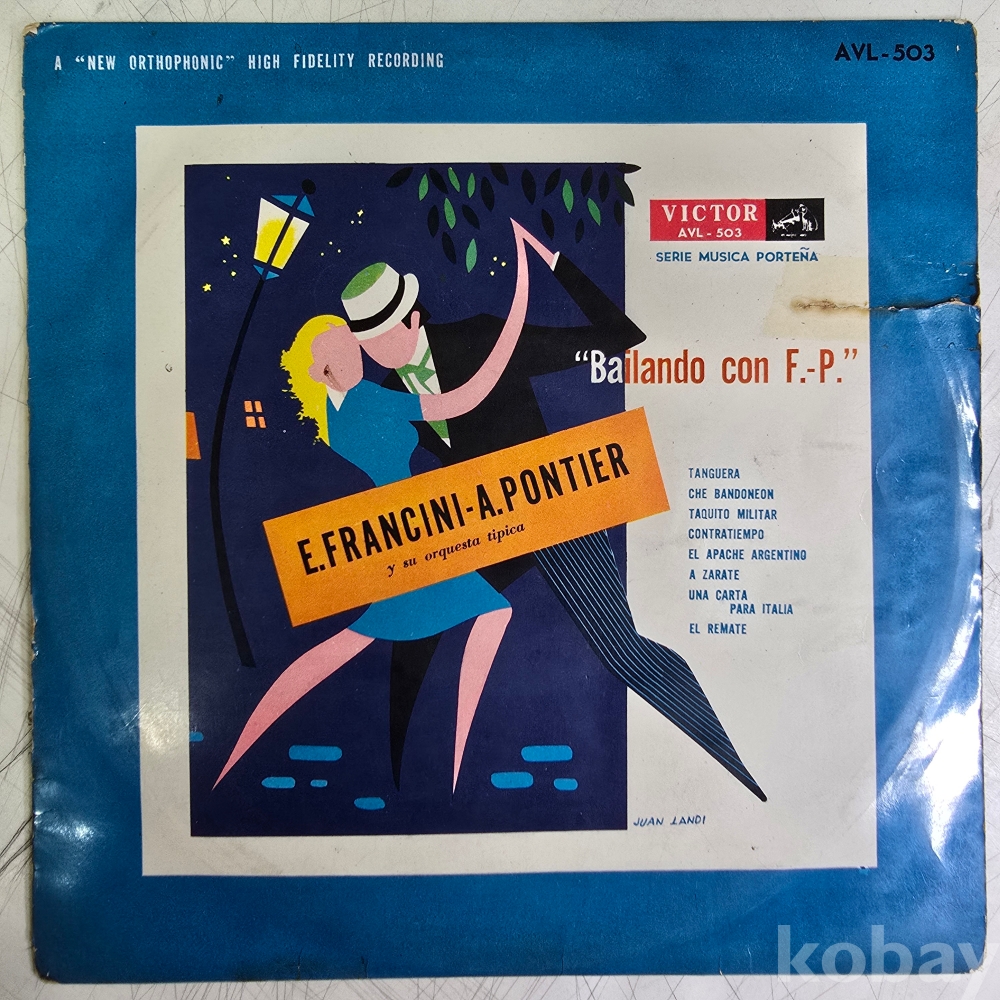 A "NEW ORTHOPHONIC" HIGH FIDELITY RECORDING
AVL-503
VICTOR
AVL - 503
SERIE MUSICA PORTEÑA
"Bailando con F.-P."
E.FRANCINI-A.PONTIER
y su orquesta tipica
TANGUERA
CHE BANDONEON
TAQUITO MILITAR
CONTRATIEMPO
EL APACHE ARGENTINO
A ZARATE
UNA CARTA
PARA ITALIA
EL REMATE
JUAN LANDI
kobay